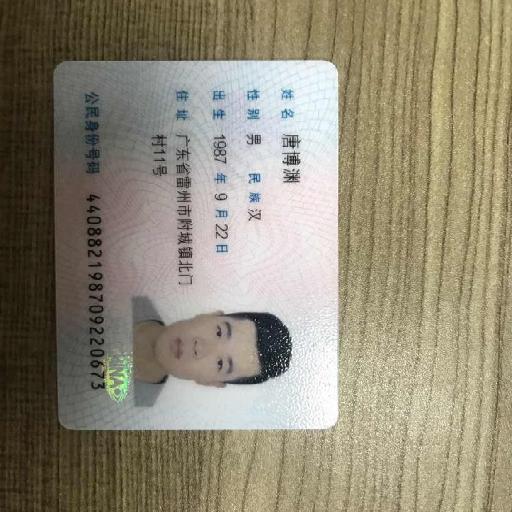 姓名 唐博渊
性别 男 民族 汉
出生 1987 年 9 月 22 日
住址 广东省雷州市附城镇北门
村11号
公民身份号码 440882198709220673